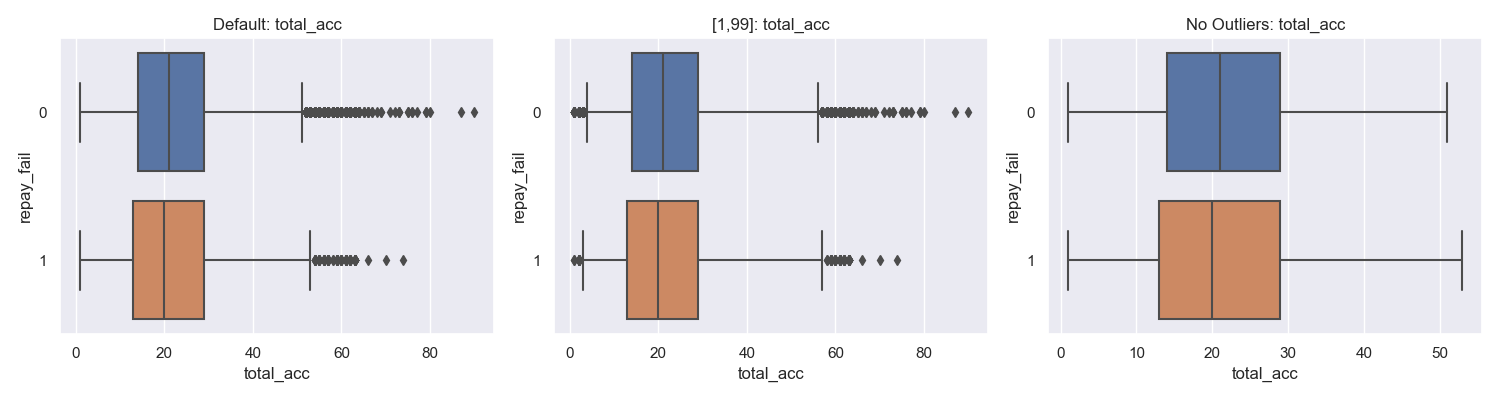 Default: total_acc
repay_fail
0
1
0 20 40 60 80
total_acc
[1,99]: total_acc
repay_fail
0
1
0 20 40 60 80
total_acc
No Outliers: total_acc
repay_fail
0
1
0 10 20 30 40 50
total_acc